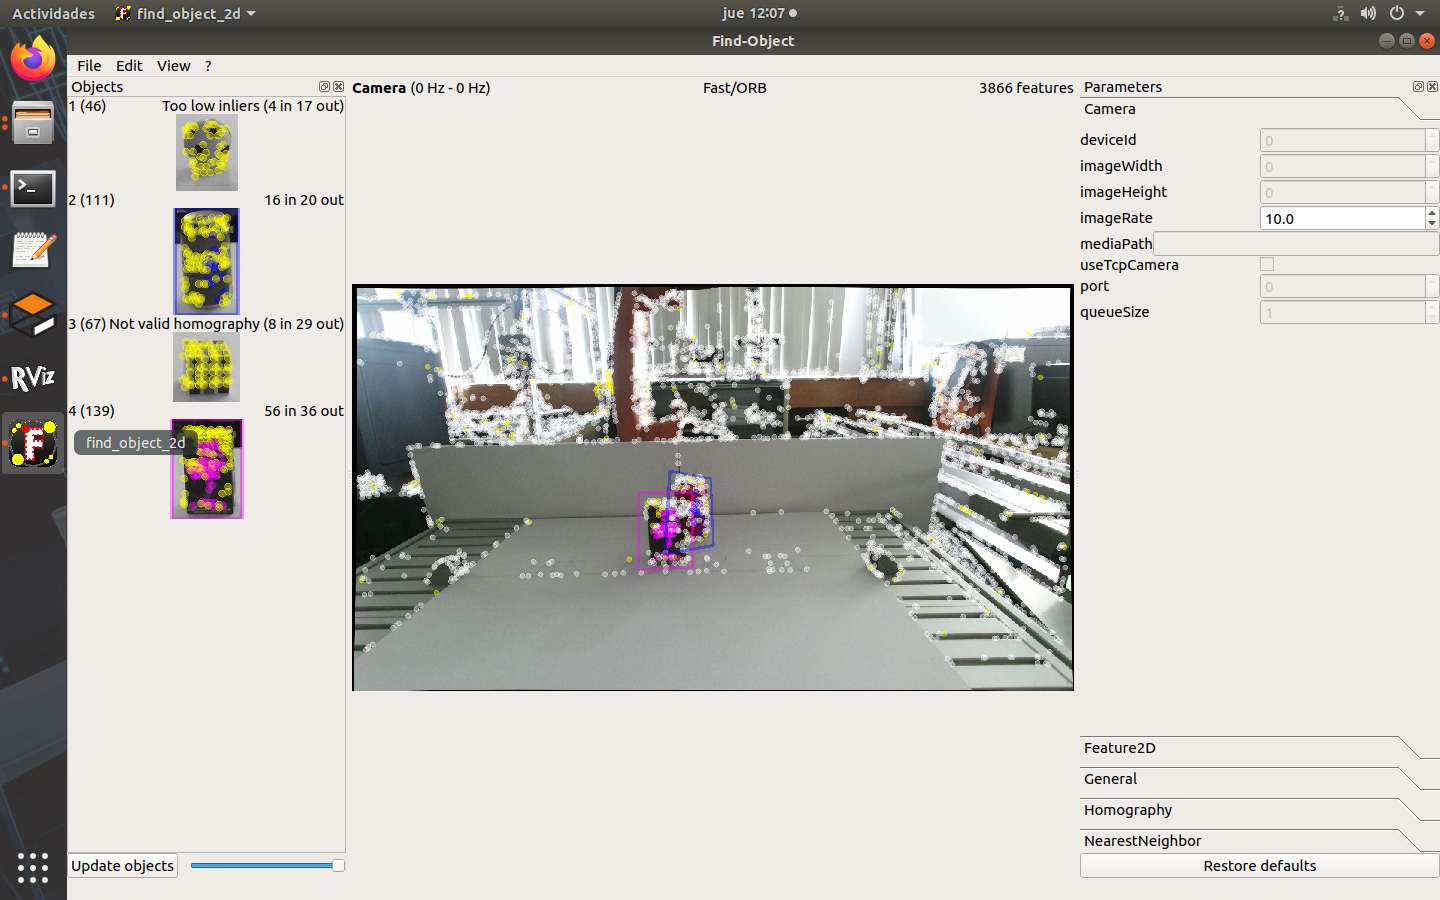 Actividades find_object_2d jue 12:07
Find-Object
File Edit View ?
Objects
1 (46) Too low inliers (4 in 17 out)
2 (111) 16 in 20 out
3 (67) Not valid homography (8 in 29 out)
4 (139) 56 in 36 out
find_object_2d
Update objects
RViz
F
Camera (0 Hz - 0 Hz) Fast/ORB 3866 features
Parameters
Camera
deviceId 0
imageWidth 0
imageHeight 0
imageRate 10.0
mediaPath
useTcpCamera
port 0
queueSize 1
Feature2D
General
Homography
NearestNeighbor
Restore defaults